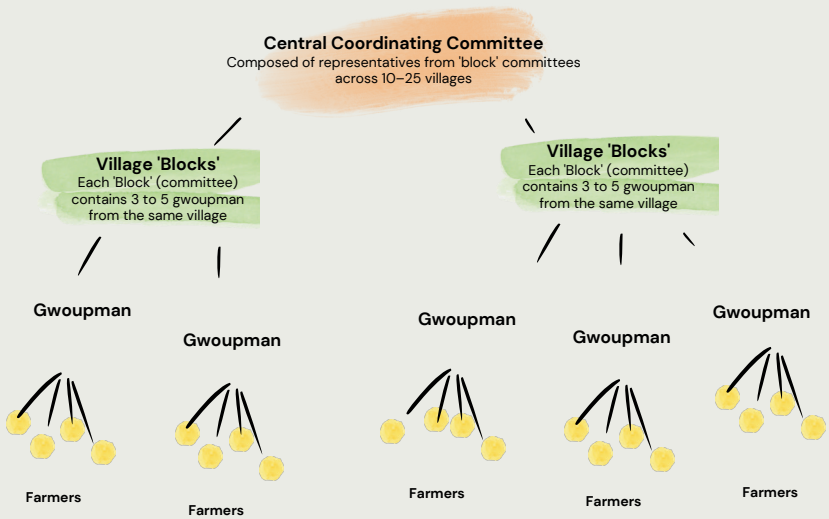 Central Coordinating Committee
Composed of representatives from 'block' committees
across 10–25 villages
Village 'Blocks'
Each 'Block' (committee)
contains 3 to 5 gwoupman
from the same village
Village 'Blocks'
Each 'Block' (committee)
contains 3 to 5 gwoupman
from the same village
Gwoupman
Gwoupman
Gwoupman
Gwoupman
Gwoupman
Farmers
Farmers
Farmers
Farmers
Farmers